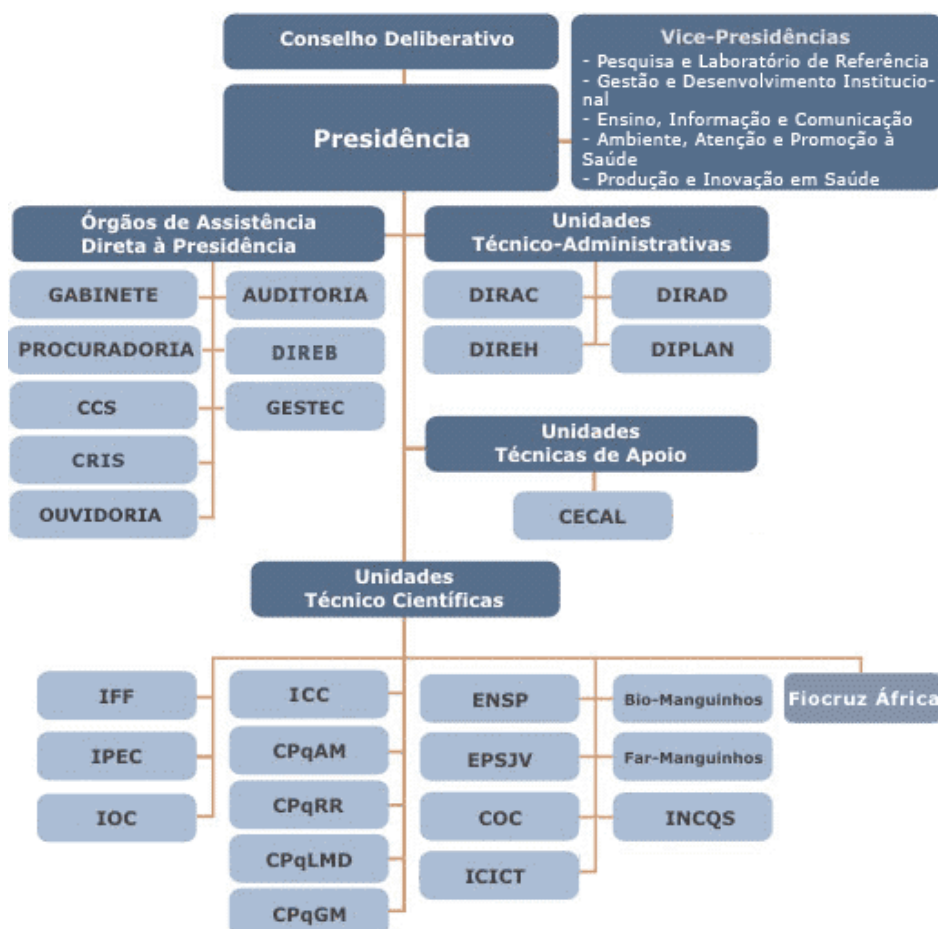 Conselho Deliberativo
Presidência
Vice-Presidências
- Pesquisa e Laboratório de Referência
- Gestão e Desenvolvimento Institucio-
nal
- Ensino, Informação e Comunicação
- Ambiente, Atenção e Promoção à
Saúde
- Produção e Inovação em Saúde
Órgãos de Assistência
Direta à Presidência
GABINETE
AUDITORIA
PROCURADORIA
DIREB
CCS
GESTEC
CRIS
OUVIDORIA
Unidades
Técnico-Administrativas
DIRAC
DIRAD
DIREH
DIPLAN
Unidades
Técnicas de Apoio
CECAL
Unidades
Técnico Científicas
IFF
IPEC
IOC
ICC
CPqAM
CPqRR
CPqLMD
CPqGM
ENSP
EPSJV
COC
ICICT
Bio-Manguinhos
Far-Manguinhos
INCQS
Fiocruz África